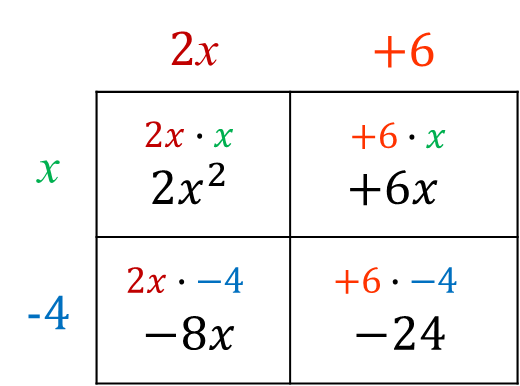 2x +6
2x · x +6 · x
x 2x² +6x
2x · −4 +6 · −4
-4 −8x −24